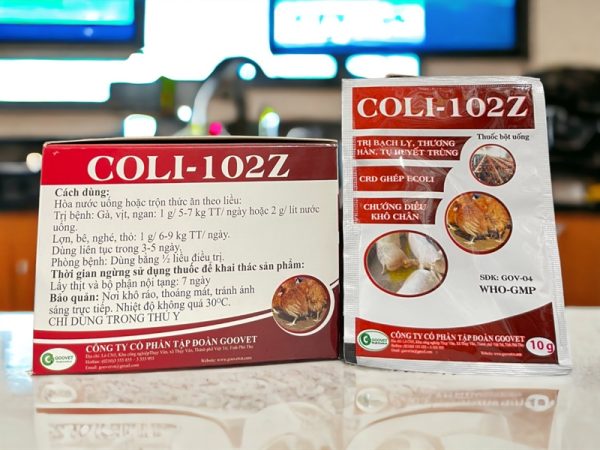 COLI-102Z
Cách dùng:
Hòa nước uống hoặc trộn thức ăn theo liều:
Trị bệnh: Gà, vịt, ngan: 1 g/ 5-7 kg TT/ ngày hoặc 2 g/ lít nước
uống.
Lợn, bê, nghé, thỏ: 1 g/ 6-9 kg TT/ ngày.
Dùng liên tục trong 3-5 ngày.
Phòng bệnh: Dùng bằng ½ liều điều trị.
Thời gian ngừng sử dụng thuốc để khai thác sản phẩm:
Lấy thịt và bộ phận nội tạng: 7 ngày
Bảo quản: Nơi khô ráo, thoáng mát, tránh ánh
sáng trực tiếp. Nhiệt độ không quá 30ºC.
CHỈ DÙNG TRONG THÚ Y
GOOVET
CÔNG TY CỔ PHẦN TẬP ĐOÀN GOOVET
COLI-102Z
Thuốc bột uống
TRỊ BẠCH LỴ, THƯƠNG
HÀN, TỤ HUYẾT TRÙNG
CRD GHÉP ECOLI
CHƯỚNG DIỀU
KHÔ CHÂN
SDK: GOV-04
WHO-GMP
GOOVET
CÔNG TY CỔ PHẦN TẬP ĐOÀN GOOVET
10 g